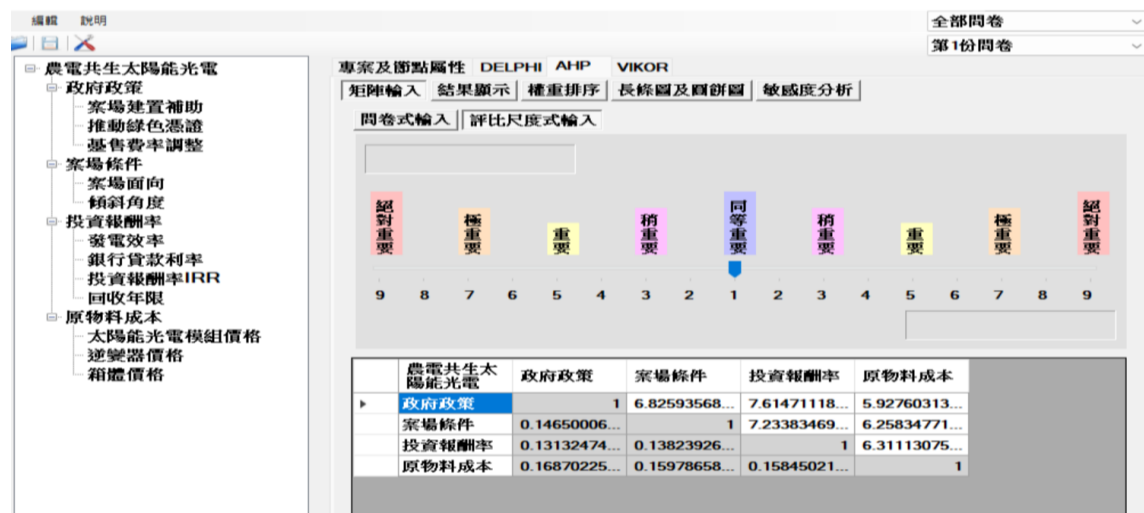 編輯 說明
全部問卷
第1份問卷
農電共生太陽能光電
政府政策
案場建置補助
推動綠色憑證
躉售費率調整
案場條件
案場面向
傾斜角度
投資報酬率
發電效率
銀行貸款利率
投資報酬率IRR
回收年限
原物料成本
太陽能光電模組價格
逆變器價格
箱體價格
專案及節點屬性 DELPHI AHP VIKOR
矩陣輸入 結果顯示 權重排序 長條圖及圓餅圖 敏感度分析
問卷式輸入 評比尺度式輸入
絕對重要 極重要 重要 稍重要 同等重要 稍重要 重要 極重要 絕對重要
9 8 7 6 5 4 3 2 1 2 3 4 5 6 7 8 9
農電共生太陽能光電 政府政策 案場條件 投資報酬率 原物料成本
政府政策 1 6.82593568... 7.61471118... 5.92760313...
案場條件 0.14650006... 1 7.23383469... 6.25834771...
投資報酬率 0.13132474... 0.13823926... 1 6.31113075...
原物料成本 0.16870225... 0.15978658... 0.15845021... 1